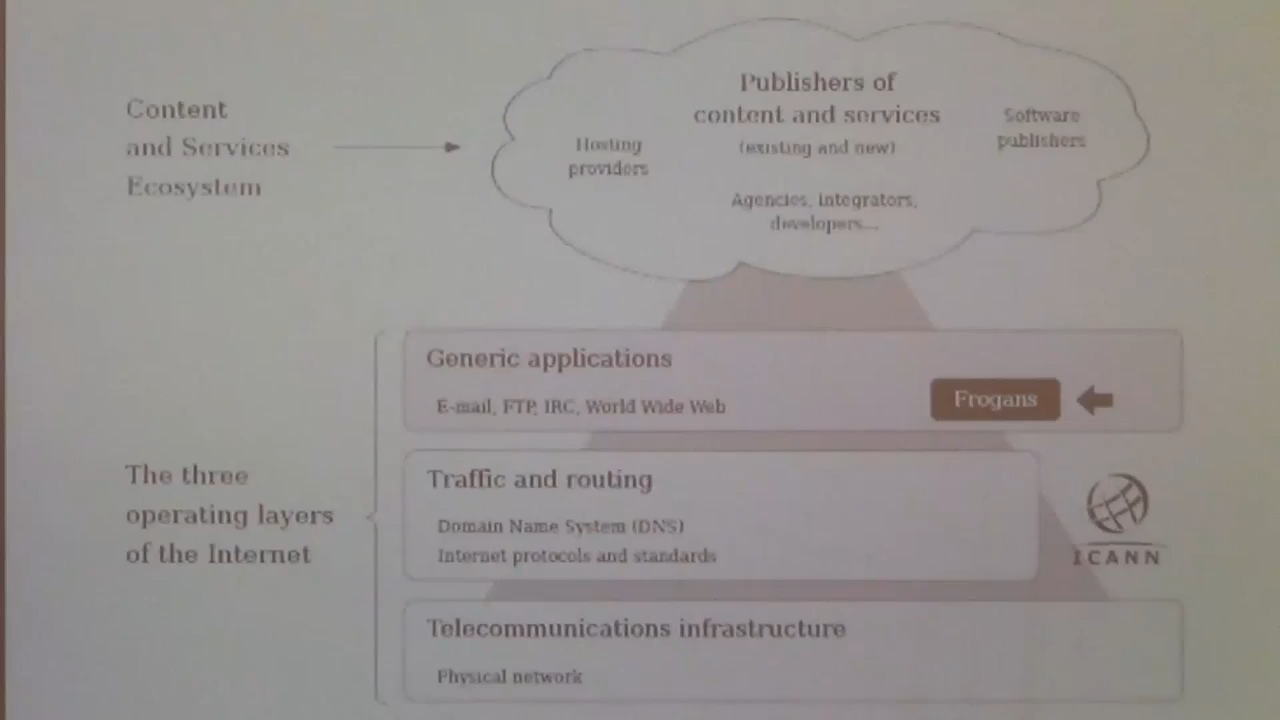 Content
and Services
Ecosystem
Publishers of
content and services
(existing and new)
Hosting
providers
Software
publishers
Agencies, integrators,
developers...
The three
operating layers
of the Internet
Generic applications
E-mail, FTP, IRC, World Wide Web
Frogans
Traffic and routing
Domain Name System (DNS)
Internet protocols and standards
ICANN
Telecommunications infrastructure
Physical network